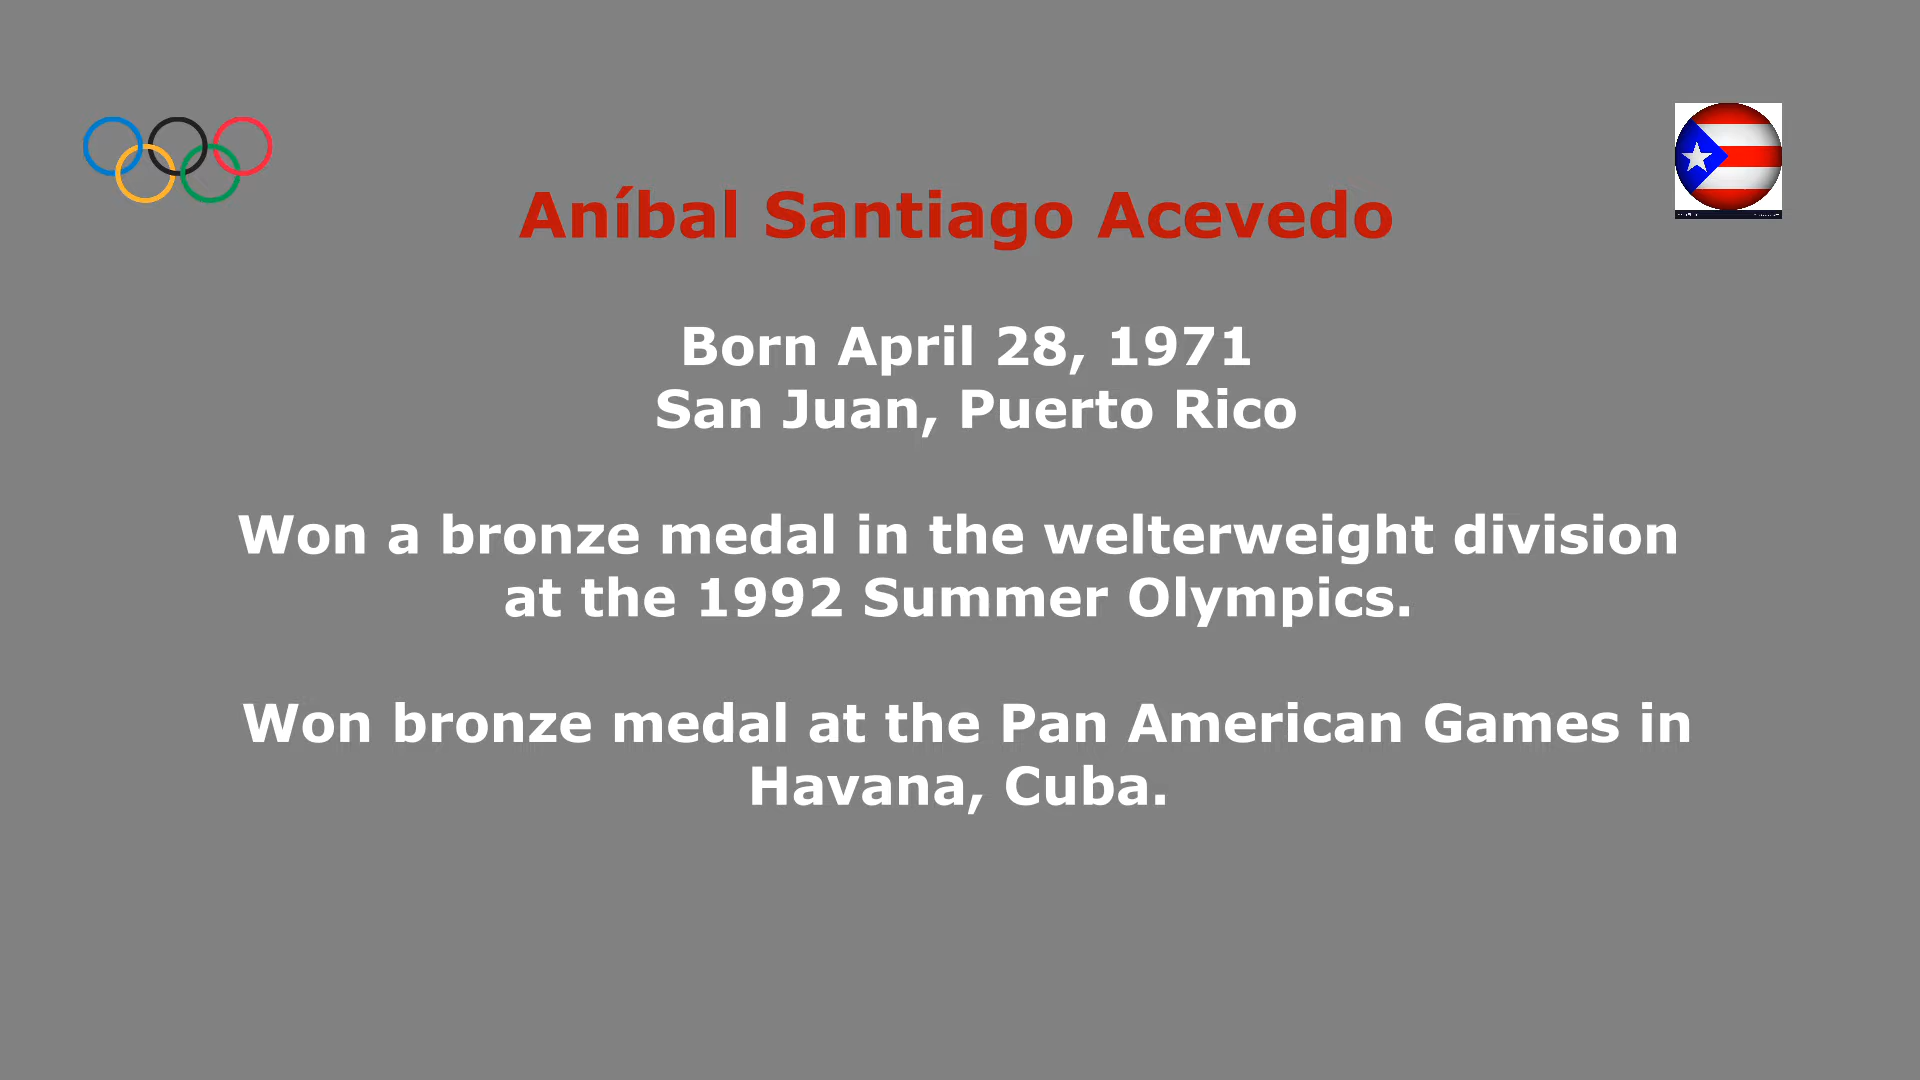 Aníbal Santiago Acevedo
Born April 28, 1971
San Juan, Puerto Rico
Won a bronze medal in the welterweight division
at the 1992 Summer Olympics.
Won bronze medal at the Pan American Games in
Havana, Cuba.